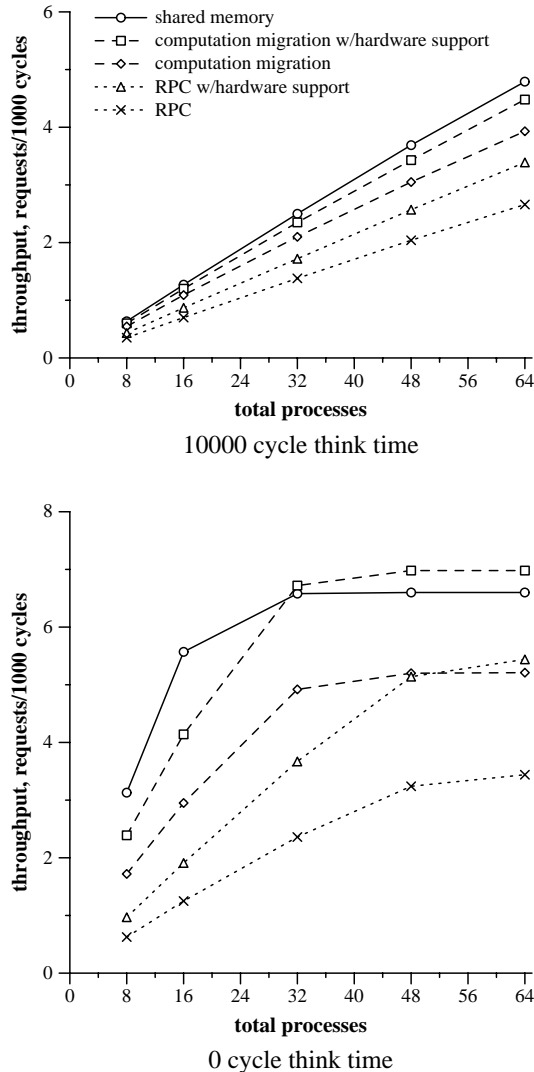 shared memory
computation migration w/hardware support
computation migration
RPC w/hardware support
RPC
throughput, requests/1000 cycles
6
4
2
0
0 8 16 24 32 40 48 56 64
total processes
10000 cycle think time
throughput, requests/1000 cycles
8
6
4
2
0
0 8 16 24 32 40 48 56 64
total processes
0 cycle think time